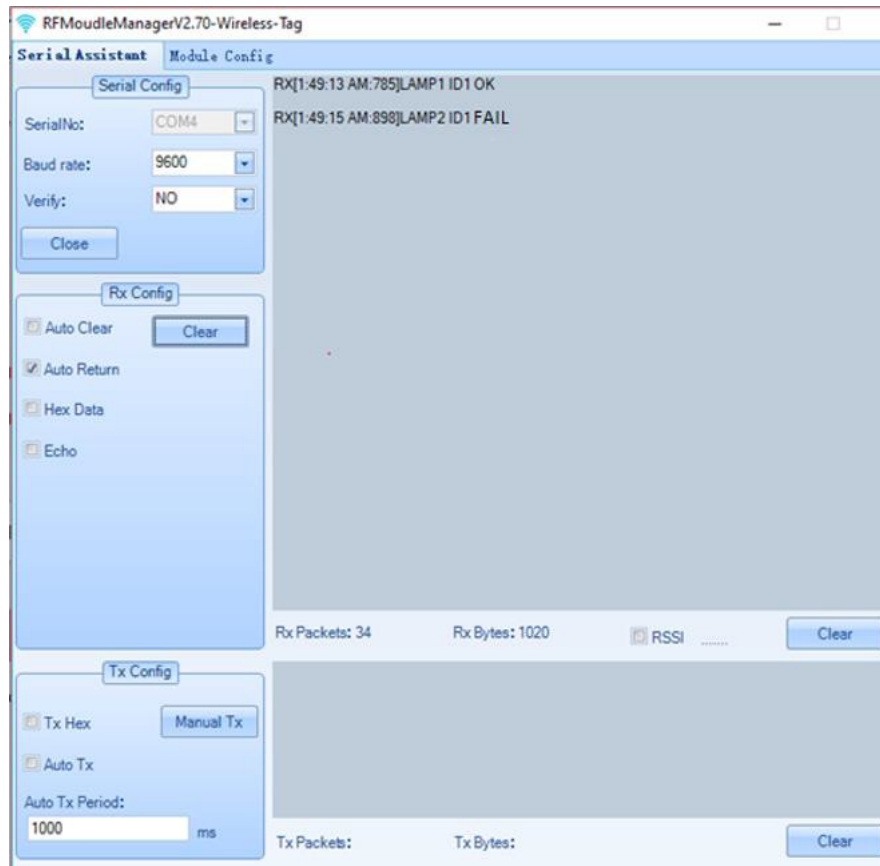 RFMoudleManagerV2.70-Wireless-Tag
SerialAssistant Module Config
Serial Config
SerialNo: COM4
Baud rate: 9600
Verify: NO
Close
Rx Config
Auto Clear Clear
Auto Return
Hex Data
Echo
RX[1:49:13 AM:785]LAMP1 ID1 OK
RX[1:49:15 AM:898]LAMP2 ID1 FAIL
Rx Packets: 34 Rx Bytes: 1020 RSSI ...... Clear
Tx Config
Tx Hex Manual Tx
Auto Tx
Auto Tx Period:
1000 ms
Tx Packets: Tx Bytes: Clear